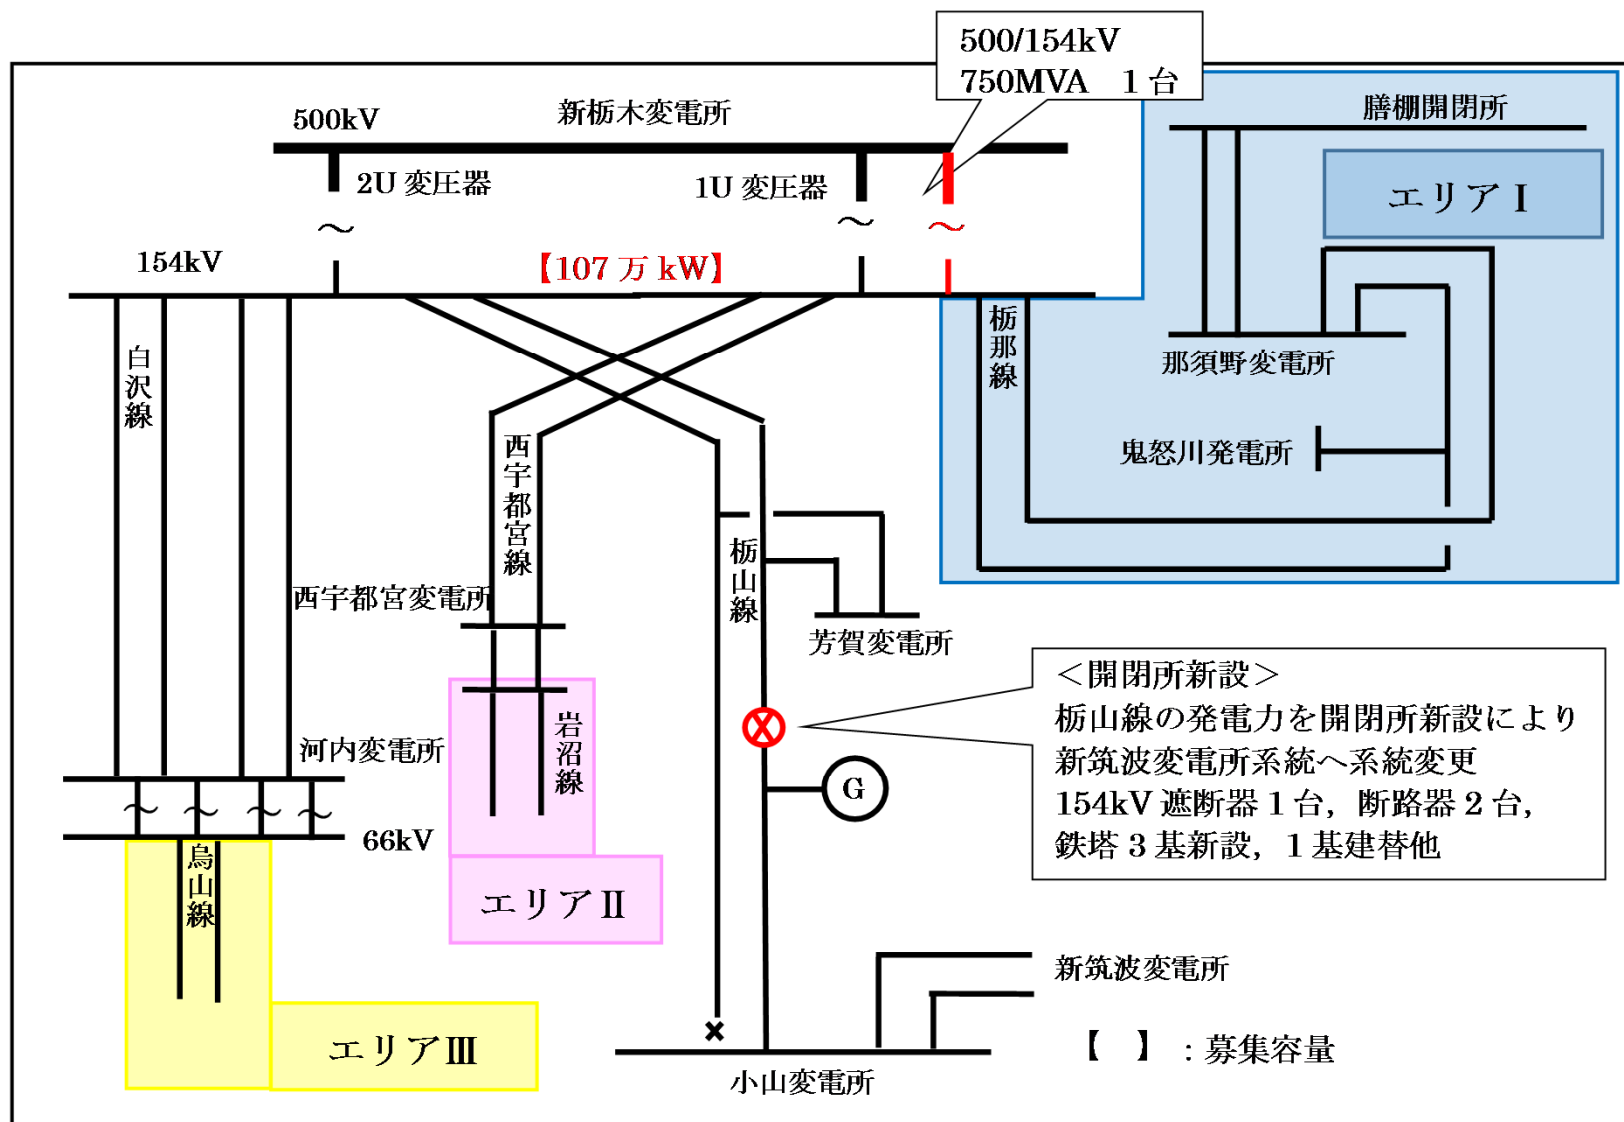 500/154kV
750MVA 1台
500kV
新栃木変電所
膳棚開閉所
2U 変圧器
1U 変圧器
エリアⅠ
154kV
【107 万 kW】
栃那線
白沢線
那須野変電所
西宇都宮線
鬼怒川発電所
栃山線
西宇都宮変電所
芳賀変電所
＜開閉所新設＞
栃山線の発電力を開閉所新設により
新筑波変電所系統へ系統変更
154kV 遮断器 1 台，断路器 2 台，
鉄塔 3 基新設，1 基建替他
岩沼線
河内変電所
G
66kV
烏山線
エリアⅡ
新筑波変電所
エリアⅢ
【 】：募集容量
小山変電所